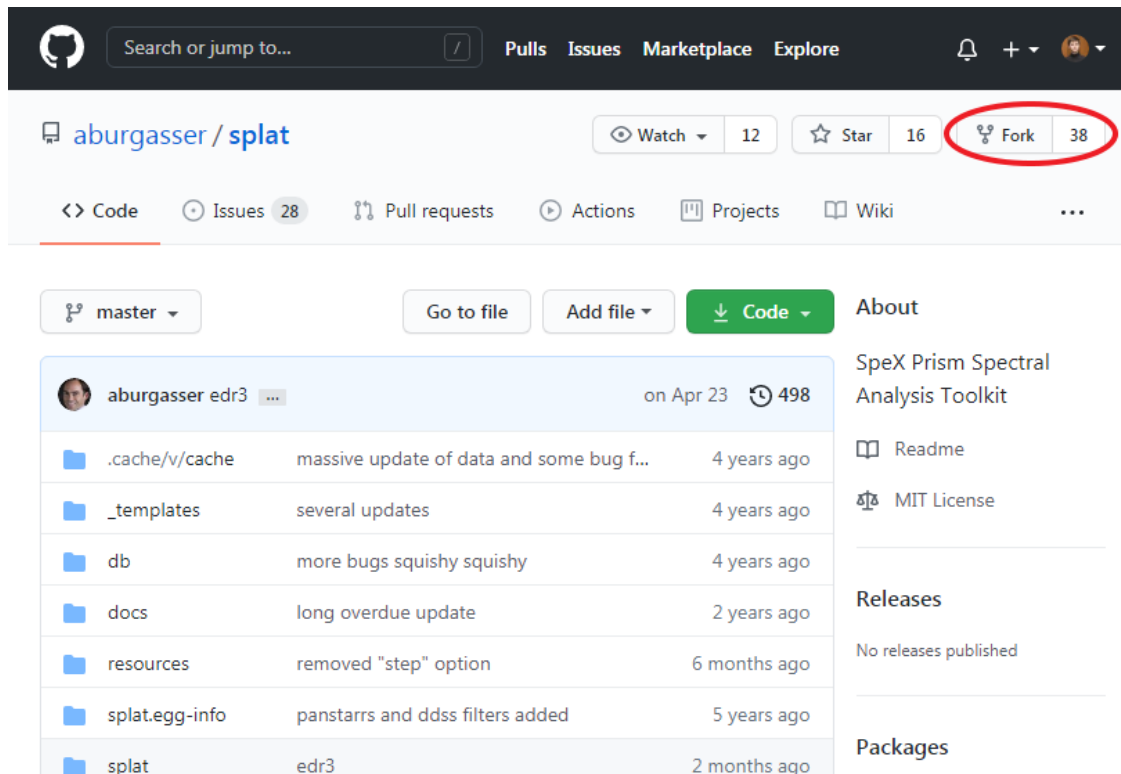 Search or jump to... / Pulls Issues Marketplace Explore
aburgasser / splat Watch 12 Star 16 Fork 38
<> Code Issues 28 Pull requests Actions Projects Wiki ...
master Go to file Add file Code About
SpeX Prism Spectral
Analysis Toolkit
aburgasser edr3 ... on Apr 23 498
Readme
.cache/v/cache massive update of data and some bug f... 4 years ago
MIT License
_templates several updates 4 years ago
db more bugs squishy squishy 4 years ago
Releases
docs long overdue update 2 years ago
No releases published
resources removed "step" option 6 months ago
splat.egg-info panstarrs and ddss filters added 5 years ago
Packages
splat edr3 2 months ago